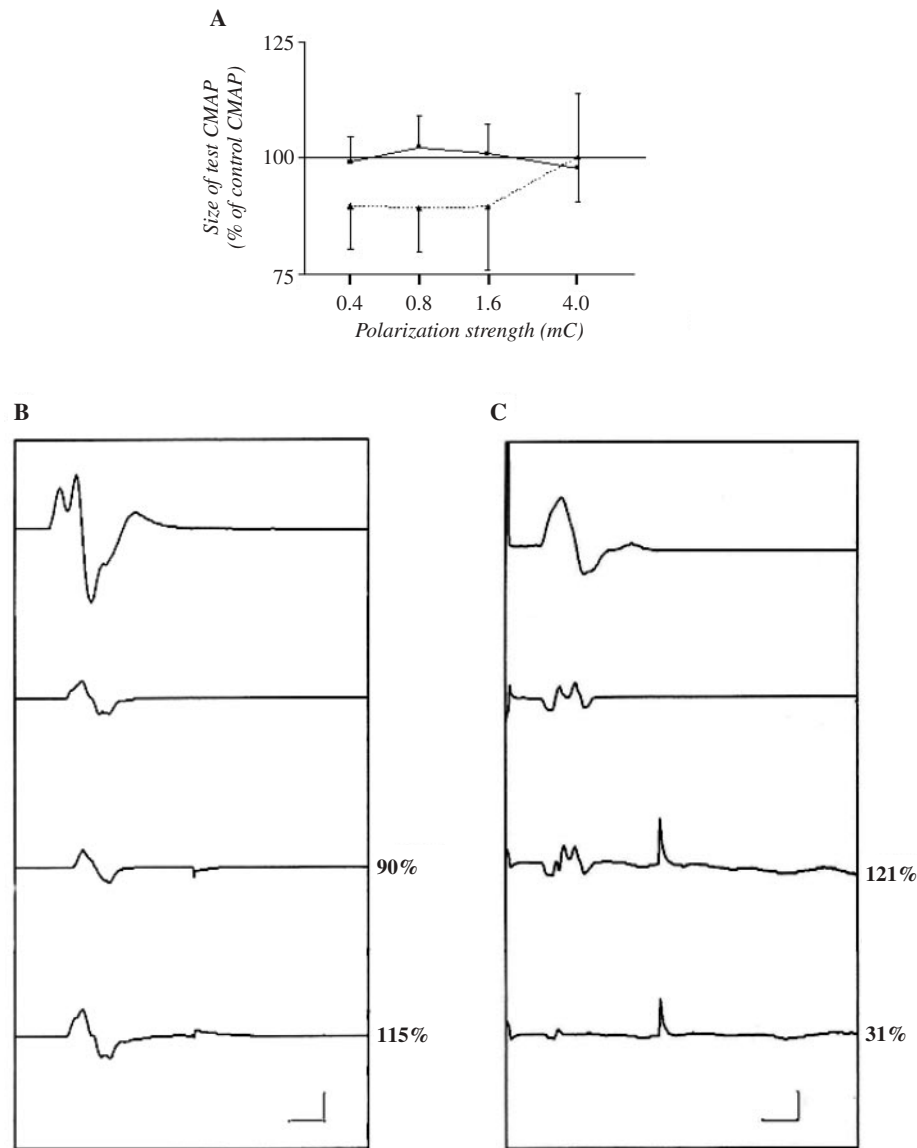 A
Size of test CMAP
(% of control CMAP)
125
100
75
0.4 0.8 1.6 4.0
Polarization strength (mC)
B
C
90%
121%
115%
31%